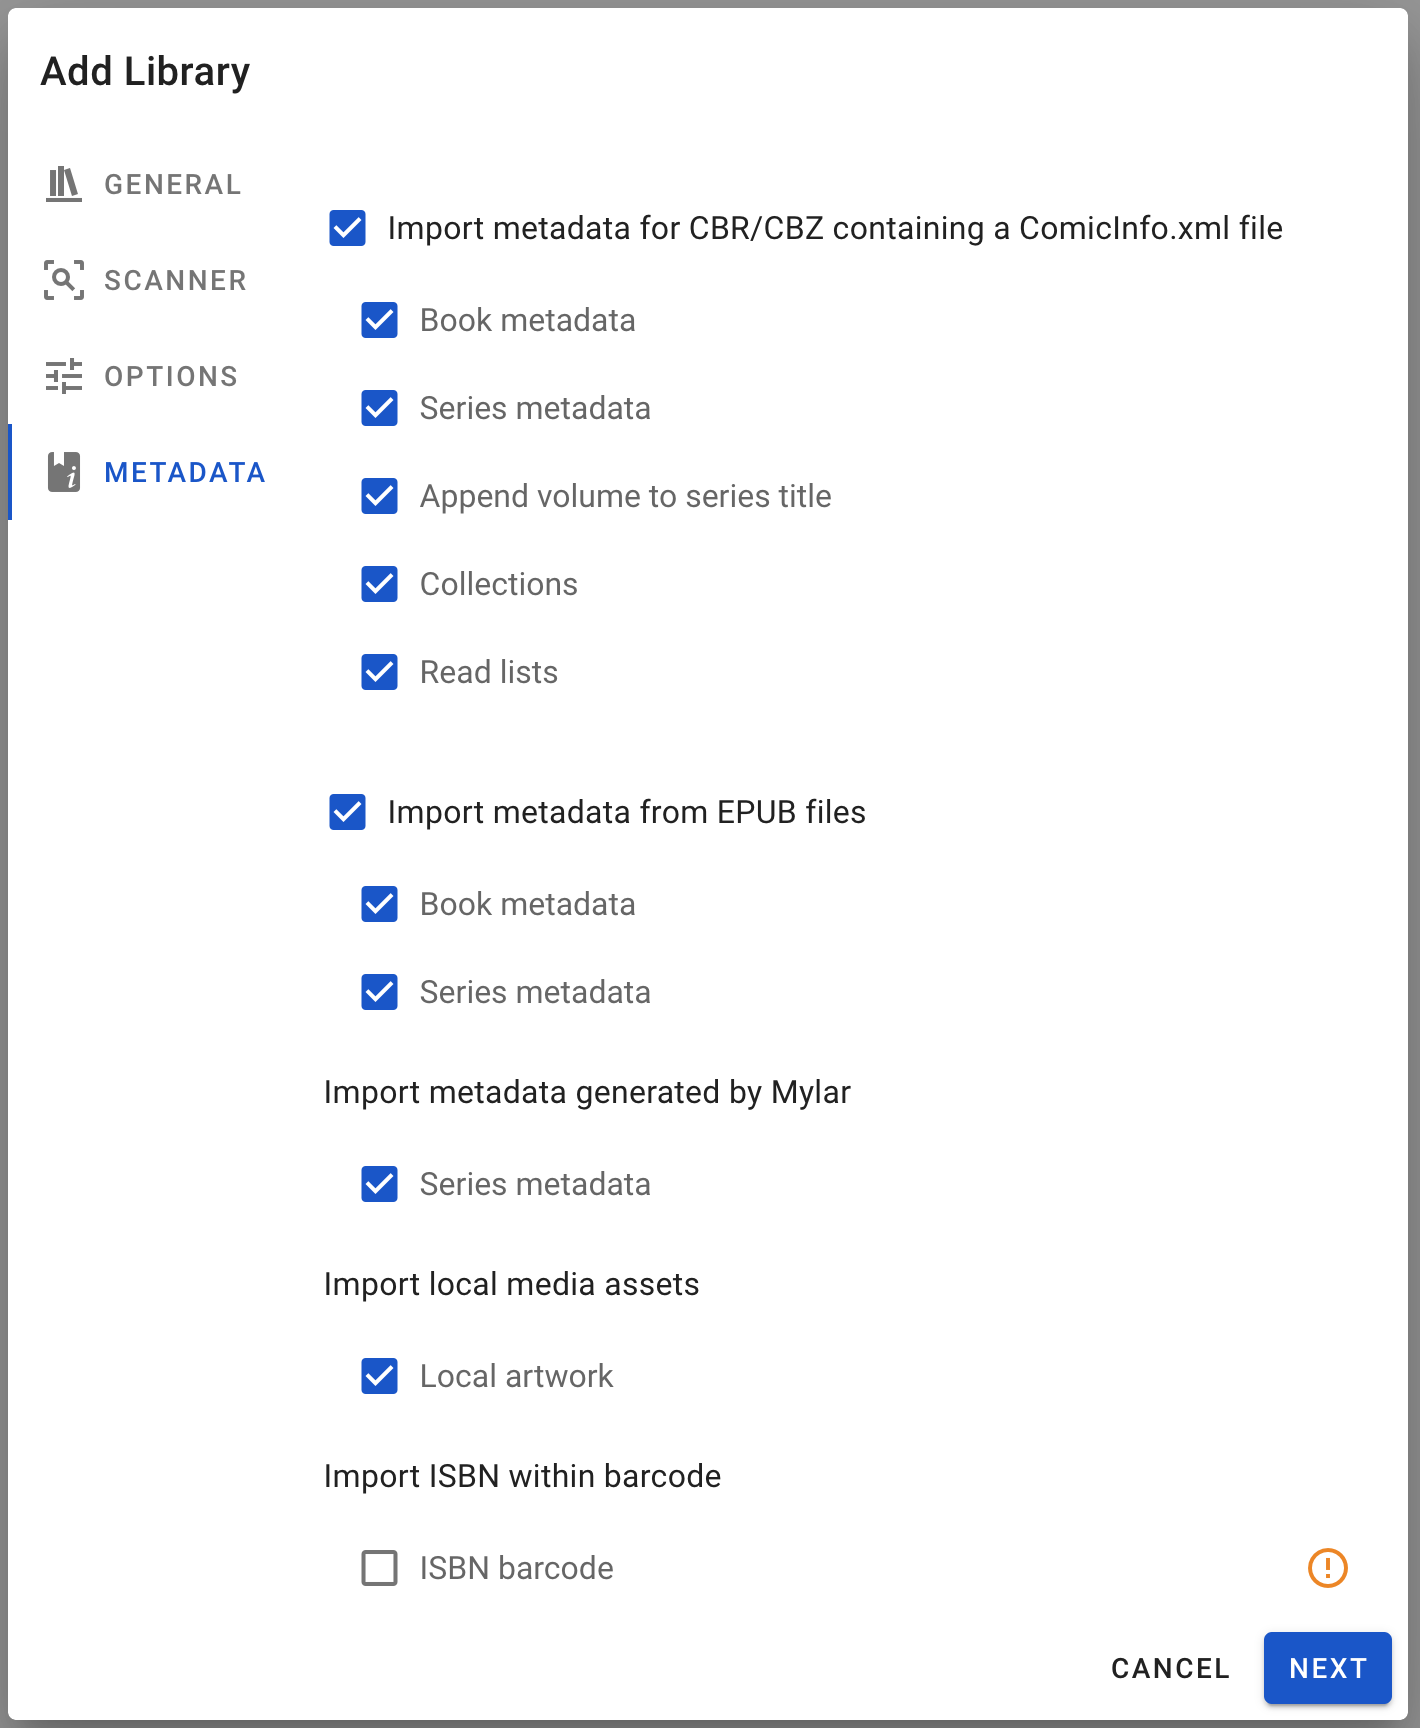 Add Library
GENERAL
SCANNER
OPTIONS
METADATA
Import metadata for CBR/CBZ containing a ComicInfo.xml file
Book metadata
Series metadata
Append volume to series title
Collections
Read lists
Import metadata from EPUB files
Book metadata
Series metadata
Import metadata generated by Mylar
Series metadata
Import local media assets
Local artwork
Import ISBN within barcode
ISBN barcode
CANCEL NEXT